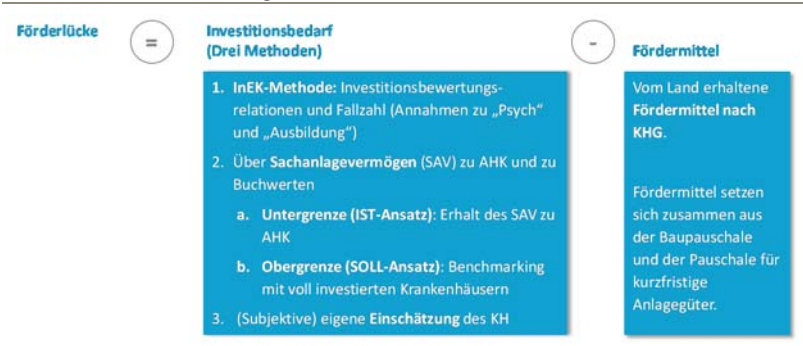 Förderlücke
=
Investitionsbedarf
(Drei Methoden)
-
Fördermittel
1. InEK-Methode: Investitionsbewertungs-
relationen und Fallzahl (Annahmen zu „Psych“
und „Ausbildung“)
2. Über Sachanlagevermögen (SAV) zu AHK und zu
Buchwerten
a. Untergrenze (IST-Ansatz): Erhalt des SAV zu
AHK
b. Obergrenze (SOLL-Ansatz): Benchmarking
mit voll investierten Krankenhäusern
3. (Subjektive) eigene Einschätzung des KH
Vom Land erhaltene
Fördermittel nach
KHG.
Fördermittel setzen
sich zusammen aus
der Baupauschale
und der Pauschale für
kurzfristige
Anlagegüter.